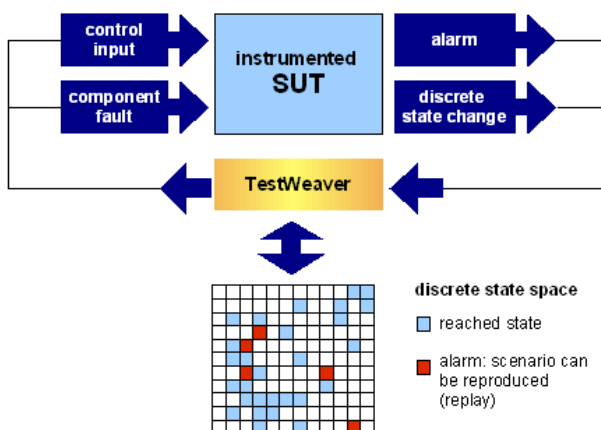 control
input
component
fault
instrumented
SUT
alarm
discrete
state change
TestWeaver
discrete state space
reached state
alarm: scenario can
be reproduced
(replay)